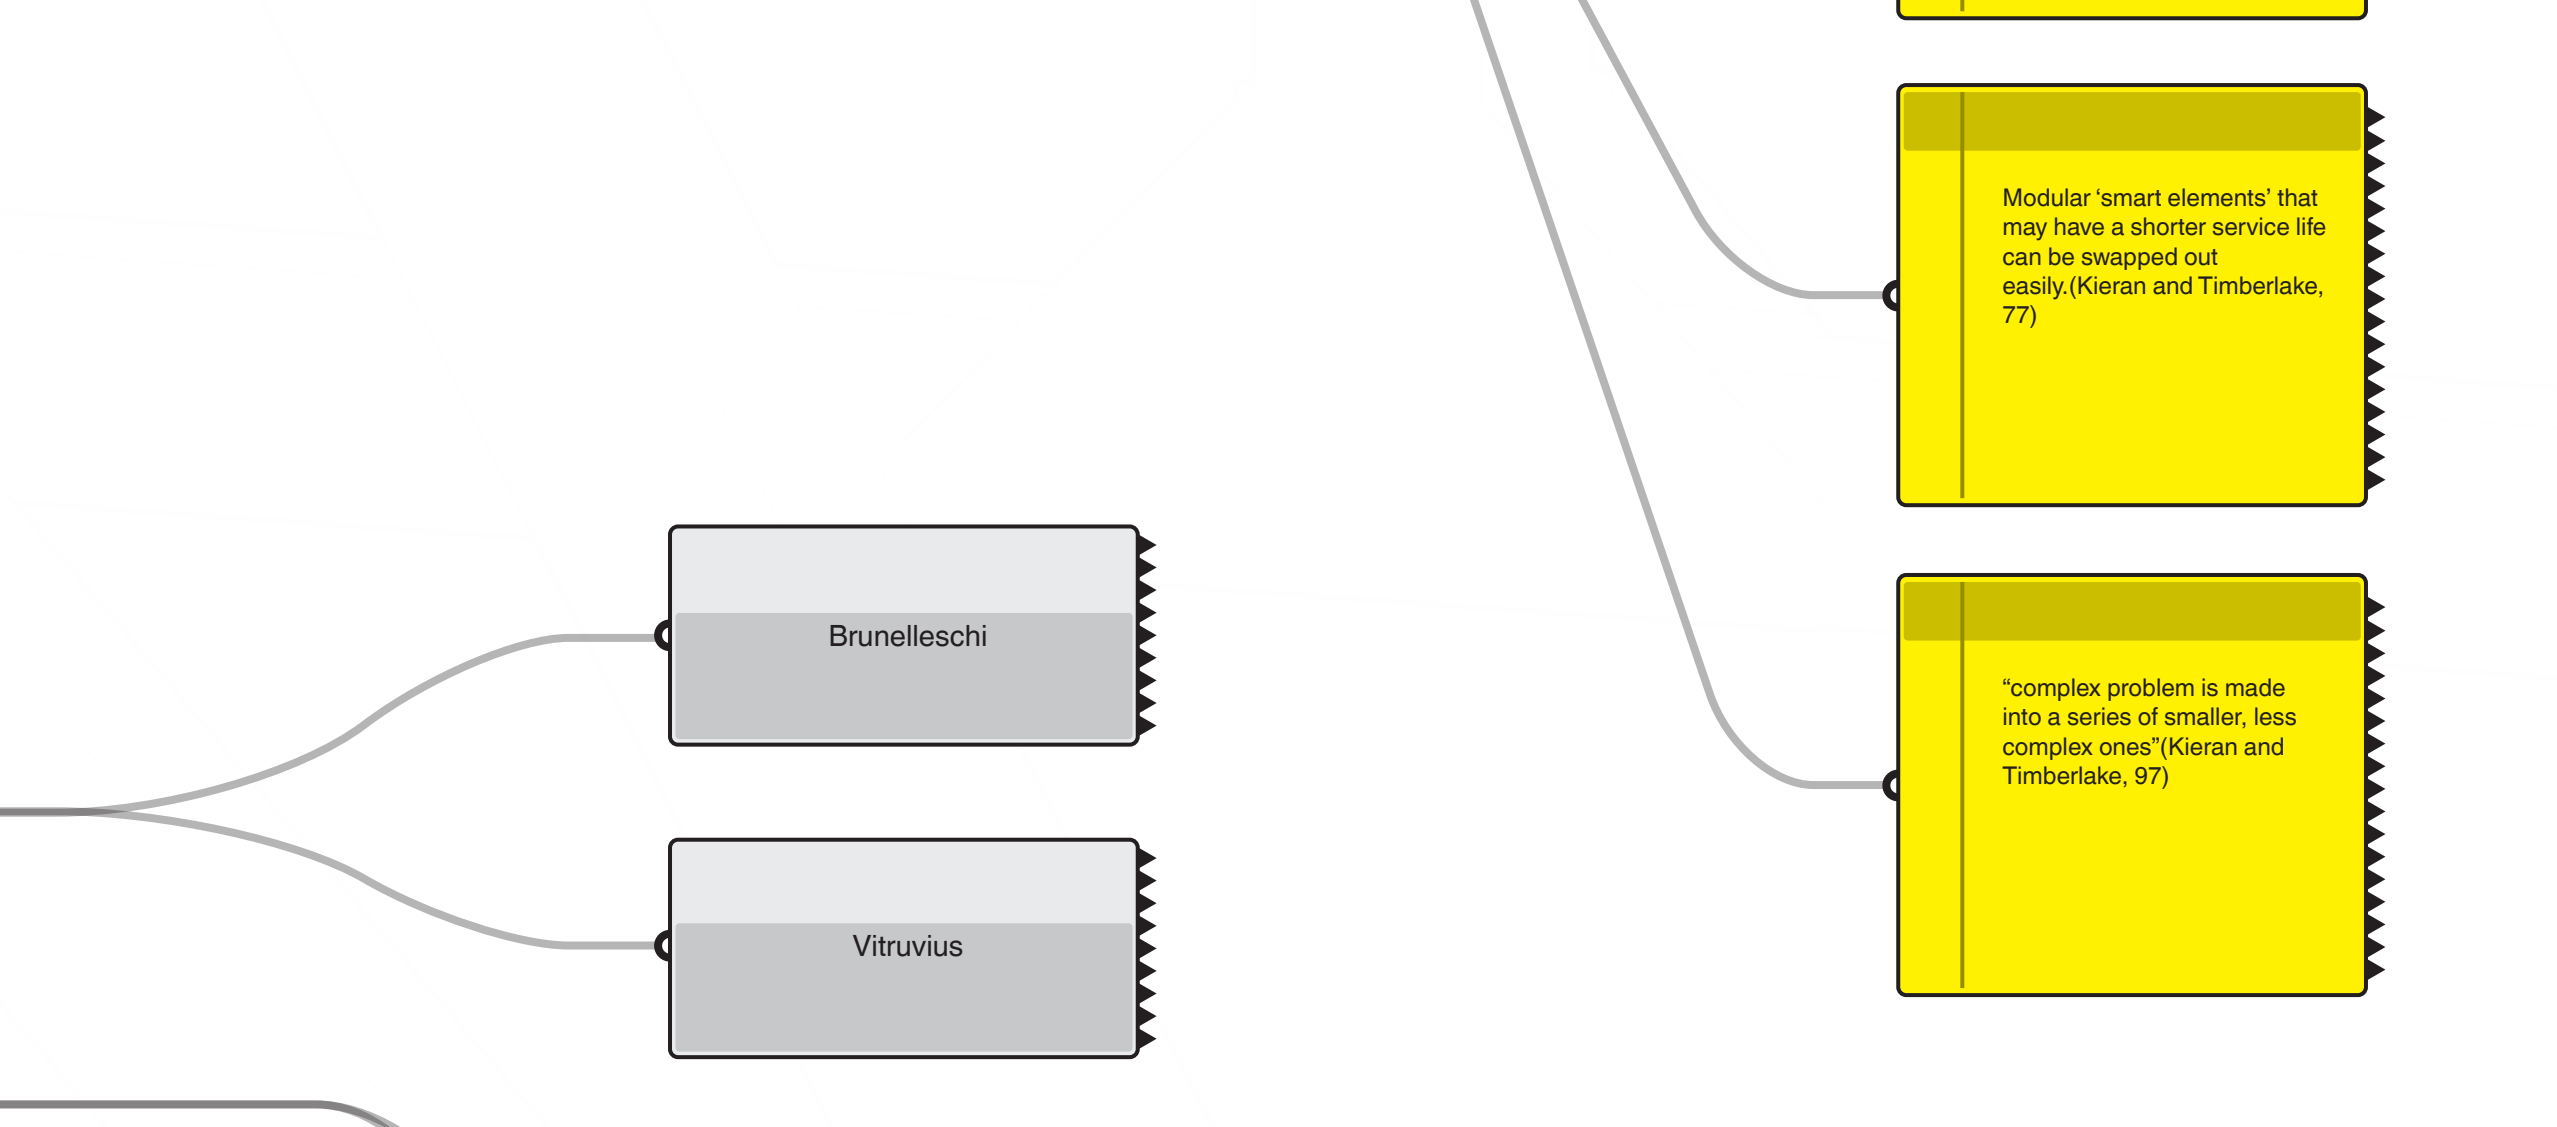 Modular ‘smart elements’ that
may have a shorter service life
can be swapped out
easily.(Kieran and Timberlake,
77)
Brunelleschi
“complex problem is made
into a series of smaller, less
complex ones”(Kieran and
Timberlake, 97)
Vitruvius